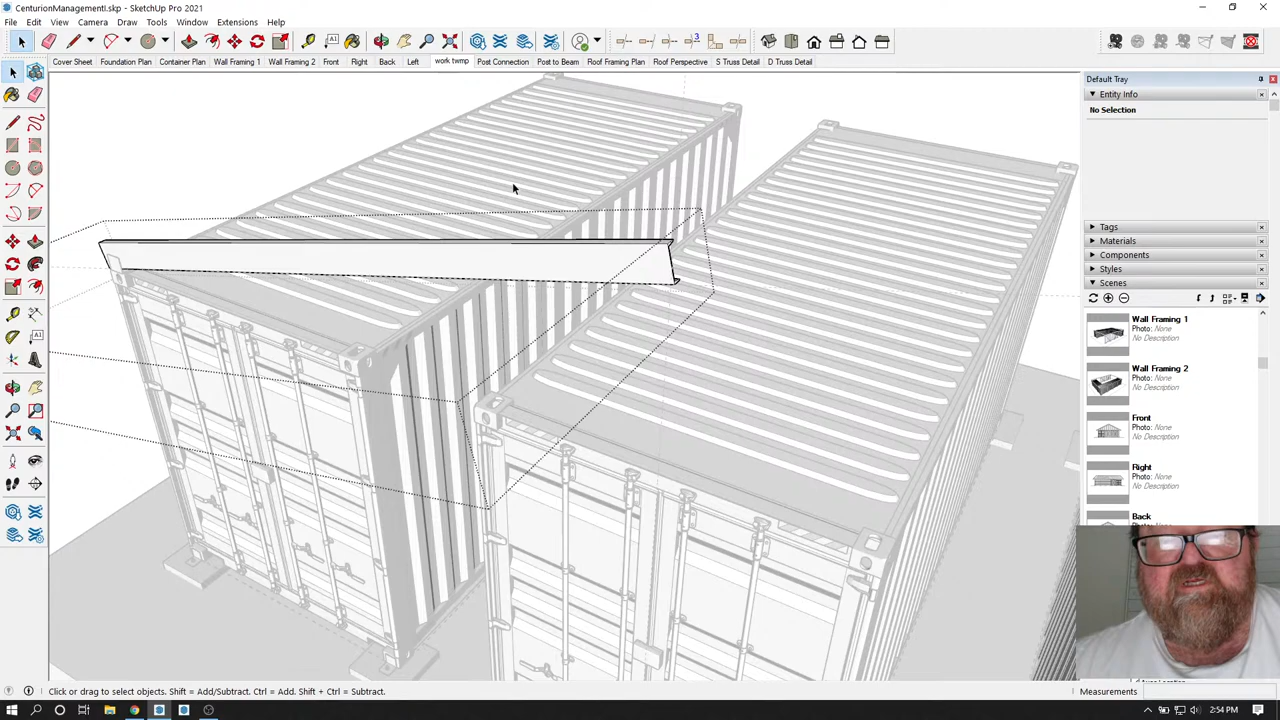 CenturionManagementI.skp - SketchUp Pro 2021
File Edit View Camera Draw Tools Window Extensions Help
Cover Sheet Foundation Plan Container Plan Wall Framing 1 Wall Framing 2 Front Right Back Left work twmp Post Connection Post to Beam Roof Framing Plan Roof Perspective S Truss Detail D Truss Detail
Default Tray
Entity Info
No Selection
Tags
Materials
Components
Styles
Scenes
Wall Framing 1
Photo: None
No Description
Wall Framing 2
Photo: None
No Description
Front
Photo: None
No Description
Right
Photo: None
No Description
Back
Click or drag to select objects. Shift = Add/Subtract. Ctrl = Add. Shift + Ctrl = Subtract.
Measurements
2:54 PM